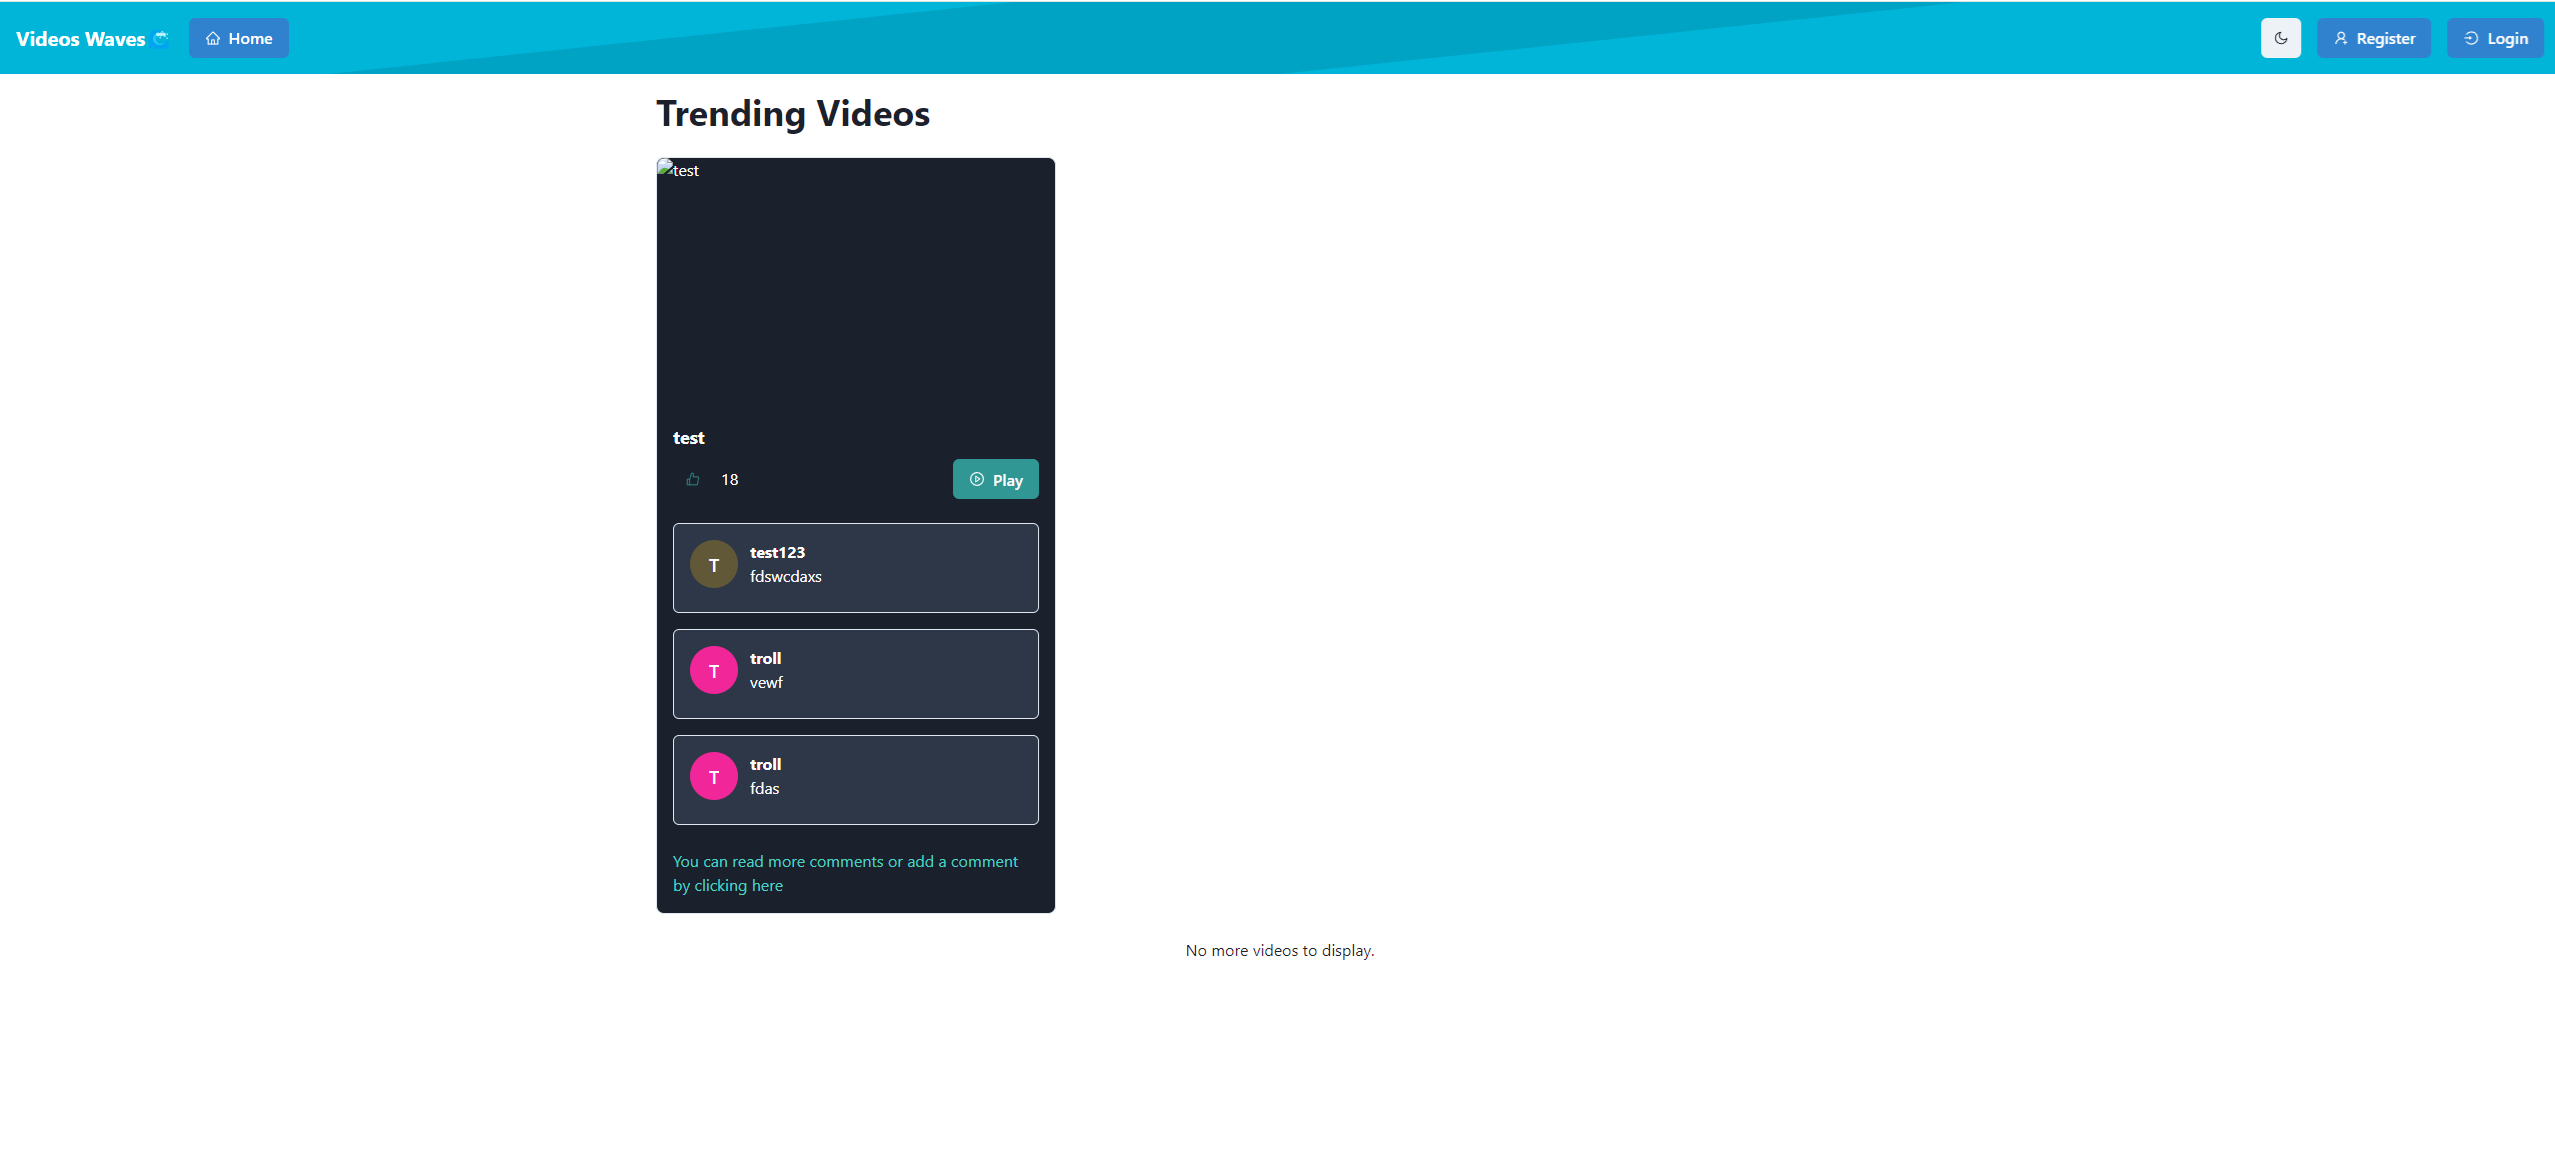 Videos Waves
Home
Register
Login
Trending Videos
test
test
18
Play
T
test123
fdswcdaxs
T
troll
vewf
T
troll
fdas
You can read more comments or add a comment
by clicking here
No more videos to display.